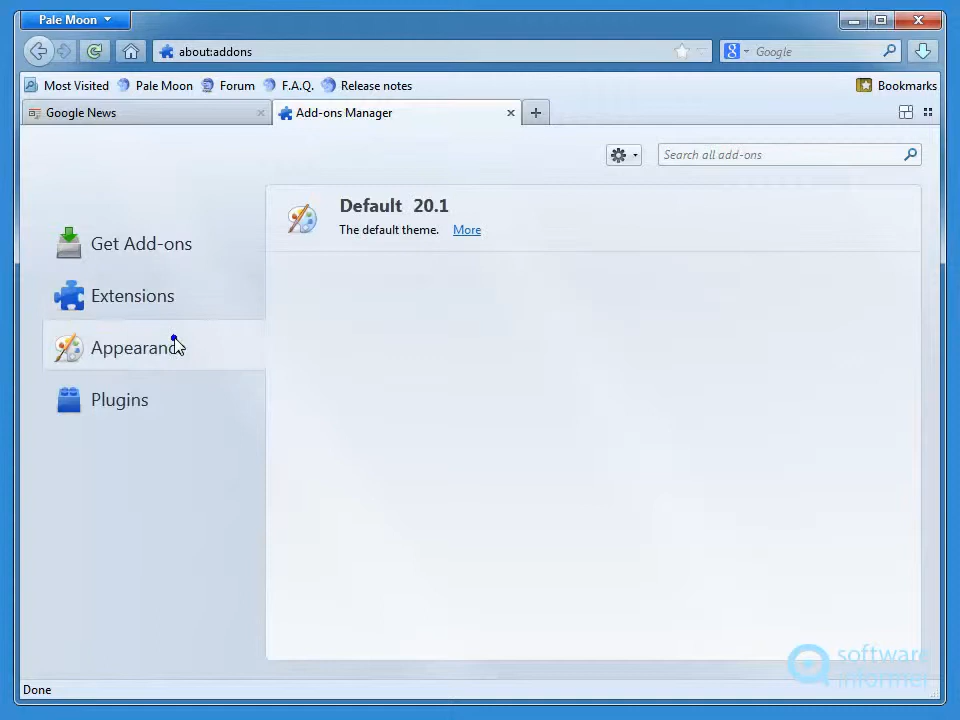 Pale Moon
about:addons
Google
Most Visited Pale Moon Forum F.A.Q. Release notes Bookmarks
Google News
Add-ons Manager
Search all add-ons
Get Add-ons
Extensions
Appearance
Plugins
Default 20.1
The default theme. More
software
informer
Done